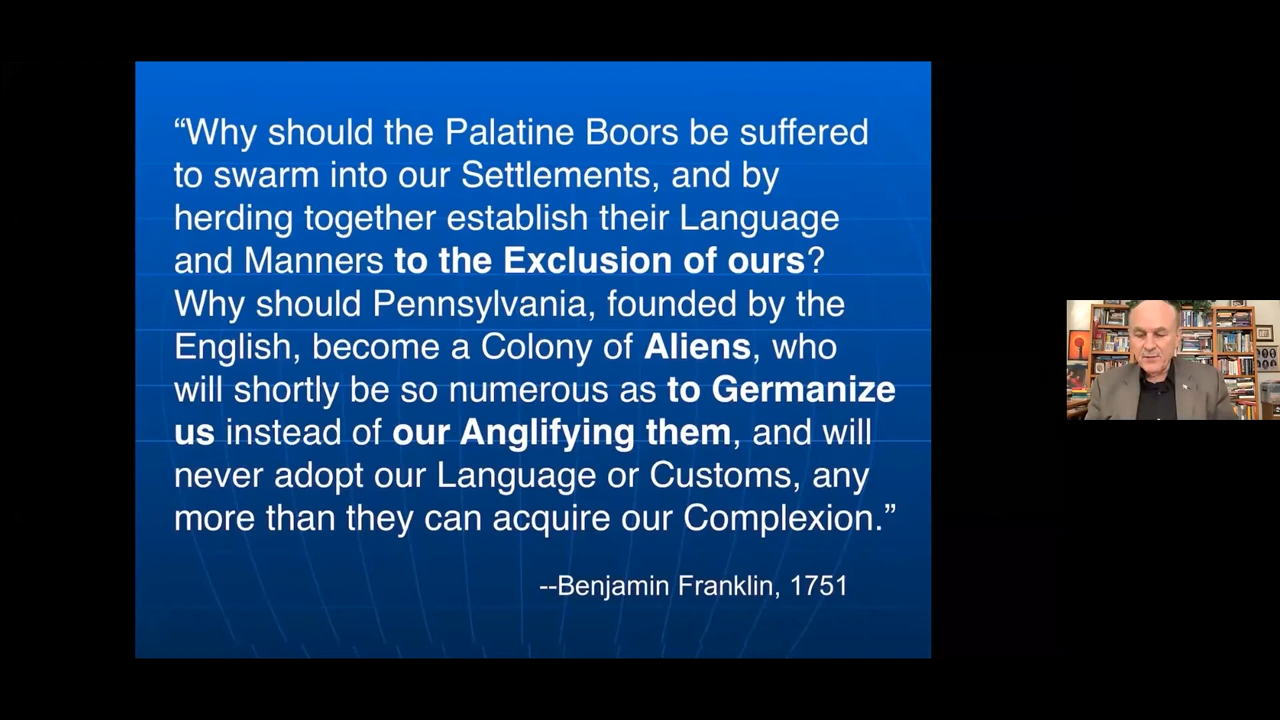 “Why should the Palatine Boors be suffered
to swarm into our Settlements, and by
herding together establish their Language
and Manners to the Exclusion of ours?
Why should Pennsylvania, founded by the
English, become a Colony of Aliens, who
will shortly be so numerous as to Germanize
us instead of our Anglifying them, and will
never adopt our Language or Customs, any
more than they can acquire our Complexion.”
--Benjamin Franklin, 1751